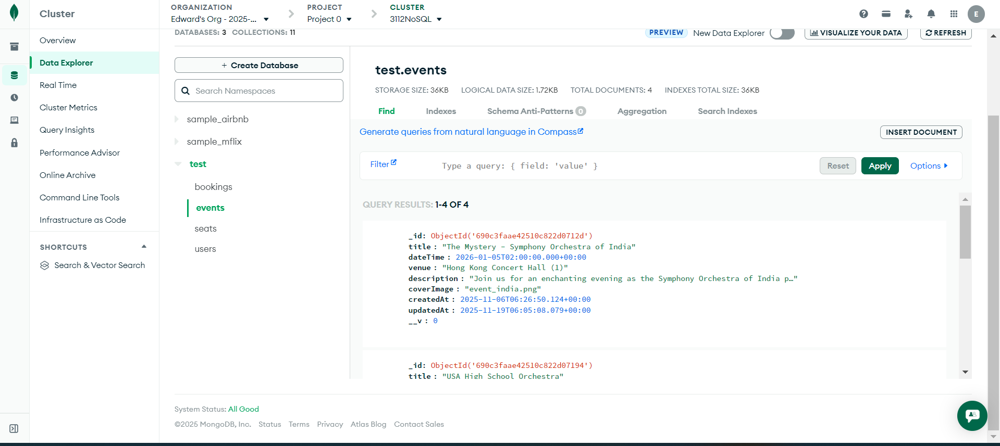 Cluster
ORGANIZATION
Edward's Org - 2025-...
PROJECT
Project 0
CLUSTER
3112NoSQL
E
Overview
Data Explorer
Real Time
Cluster Metrics
Query Insights
Performance Advisor
Online Archive
Command Line Tools
Infrastructure as Code
SHORTCUTS
Search & Vector Search
DATABASES: 3 COLLECTIONS: 11
PREVIEW New Data Explorer
VISUALIZE YOUR DATA
REFRESH
+ Create Database
Search Namespaces
sample_airbnb
sample_mflix
test
bookings
events
seats
users
test.events
STORAGE SIZE: 36KB LOGICAL DATA SIZE: 1.72KB TOTAL DOCUMENTS: 4 INDEXES TOTAL SIZE: 36KB
Find Indexes Schema Anti-Patterns 0 Aggregation Search Indexes
Generate queries from natural language in Compass
INSERT DOCUMENT
Filter Type a query: { field: 'value' } Reset Apply Options
QUERY RESULTS: 1-4 OF 4
_id: ObjectId('690c3faae42510c822d0712d')
title : "The Mystery - Symphony Orchestra of India"
dateTime : 2026-01-05T02:00:00.000+00:00
venue : "Hong Kong Concert Hall (1)"
description : "Join us for an enchanting evening as the Symphony Orchestra of India p…"
coverImage : "event_india.png"
createdAt : 2025-11-06T06:26:50.124+00:00
updatedAt : 2025-11-19T06:05:08.079+00:00
__v : 0
_id: ObjectId('690c3faae42510c822d07194')
title : "USA High School Orchestra"
System Status: All Good
©2025 MongoDB, Inc. Status Terms Privacy Atlas Blog Contact Sales